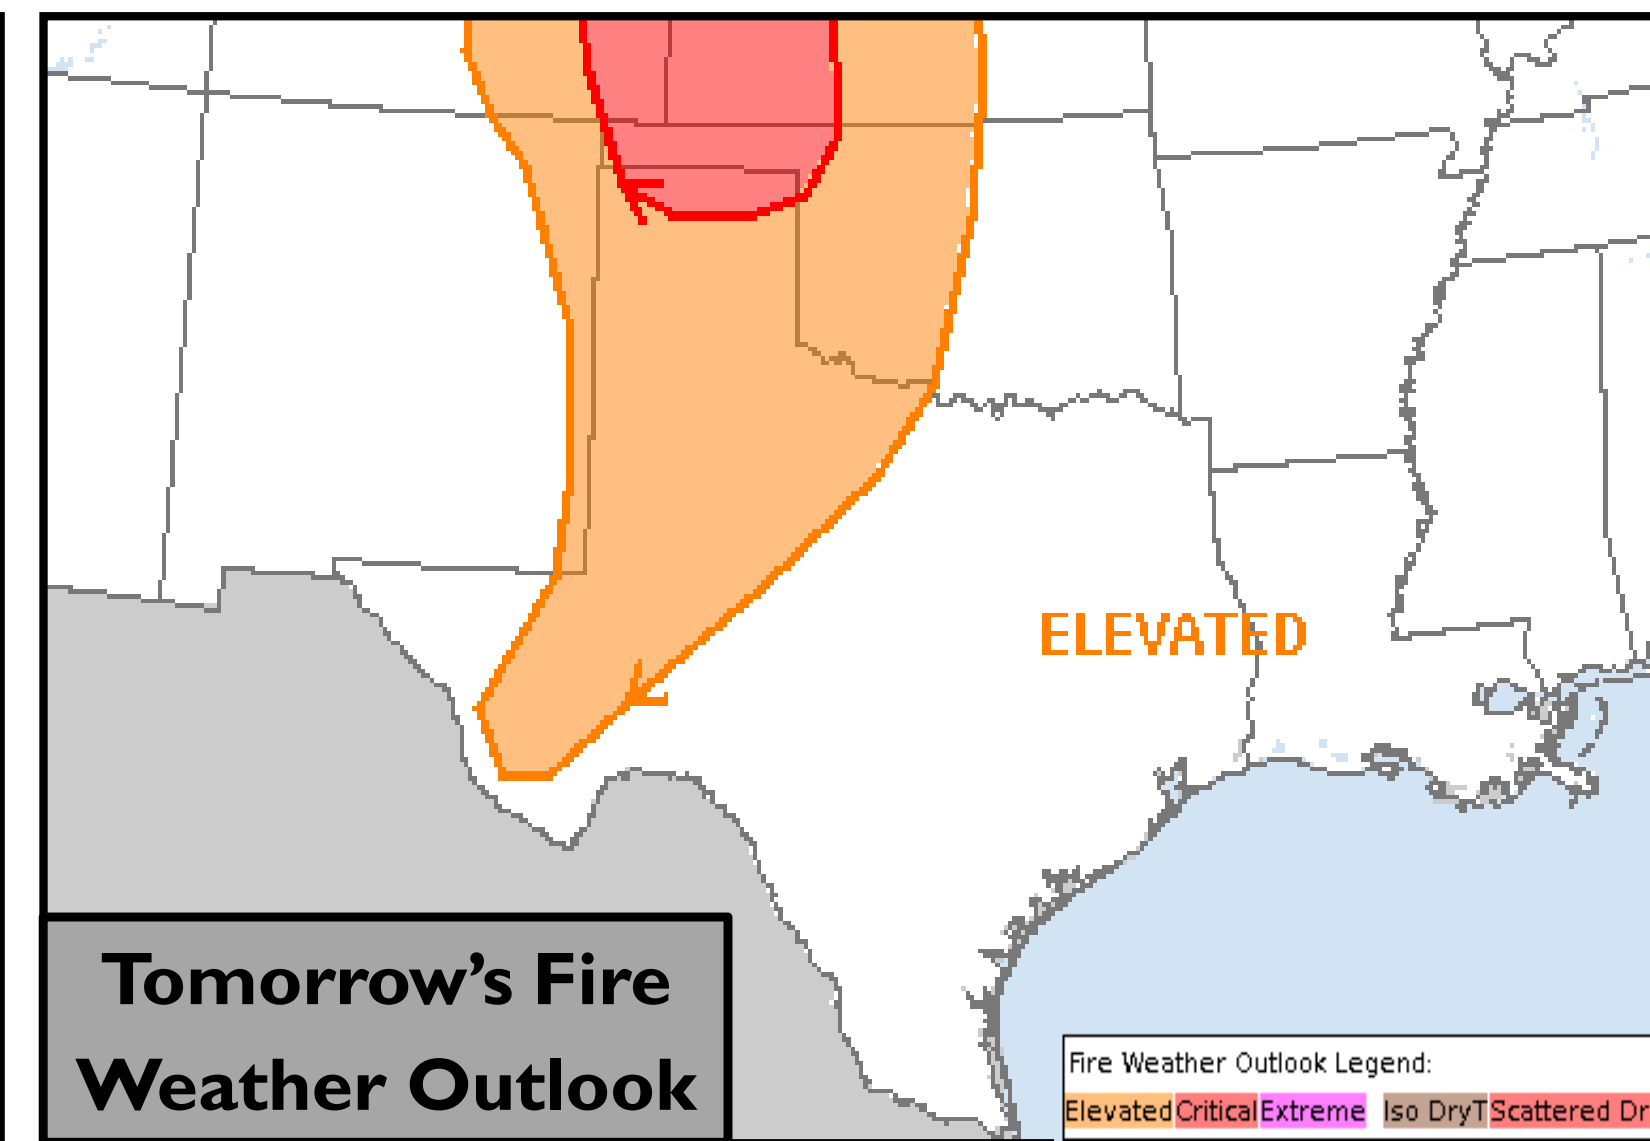 ELEVATED
Tomorrow's Fire
Weather Outlook
Fire Weather Outlook Legend:
Elevated Critical Extreme Iso DryT Scattered Dr